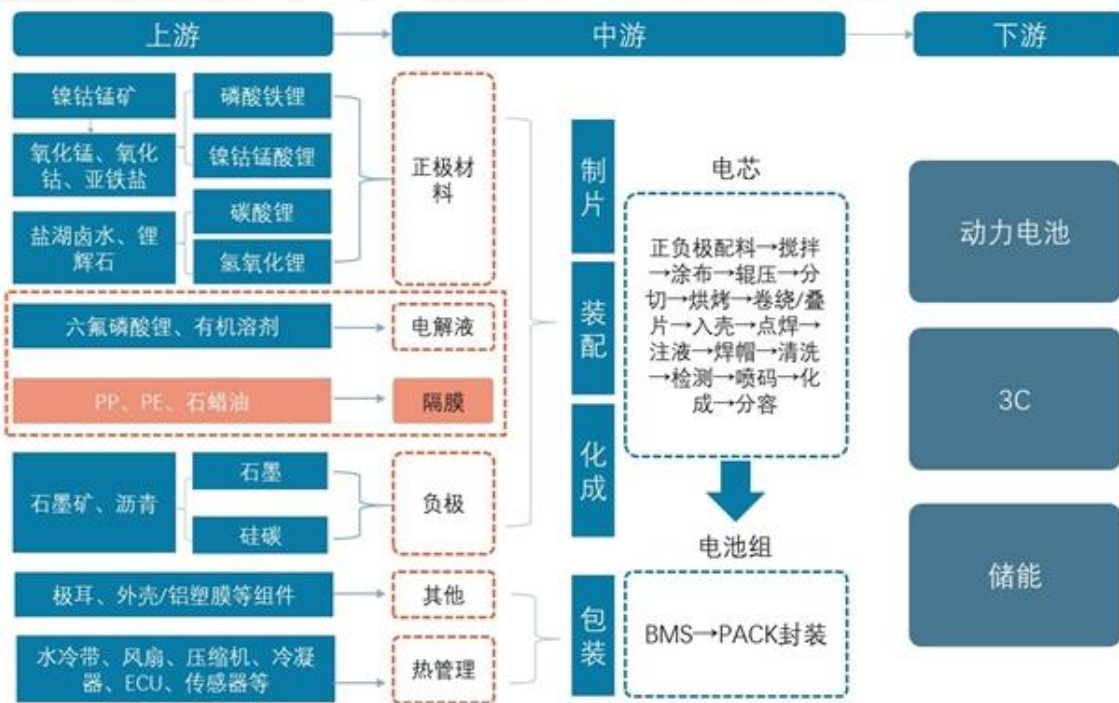 上游
中游
下游
镍钴锰矿
氧化锰、氧化
钴、亚铁盐
盐湖卤水、锂
辉石
磷酸铁锂
镍钴锰酸锂
碳酸锂
氢氧化锂
正极材
料
六氟磷酸锂、有机溶剂
电解液
PP、PE、石蜡油
隔膜
石墨矿、沥青
石墨
硅碳
负极
极耳、外壳/铝塑膜等组件
其他
水冷带、风扇、压缩机、冷凝
器、ECU、传感器等
热管理
制片
装配
化成
包装
电芯
正负极配料→搅拌
→涂布→辊压→分
切→烘烤→卷绕/叠
片→入壳→点焊→
注液→焊帽→清洗
→检测→喷码→化
成→分容
电池组
BMS→PACK封装
动力电池
3C
储能